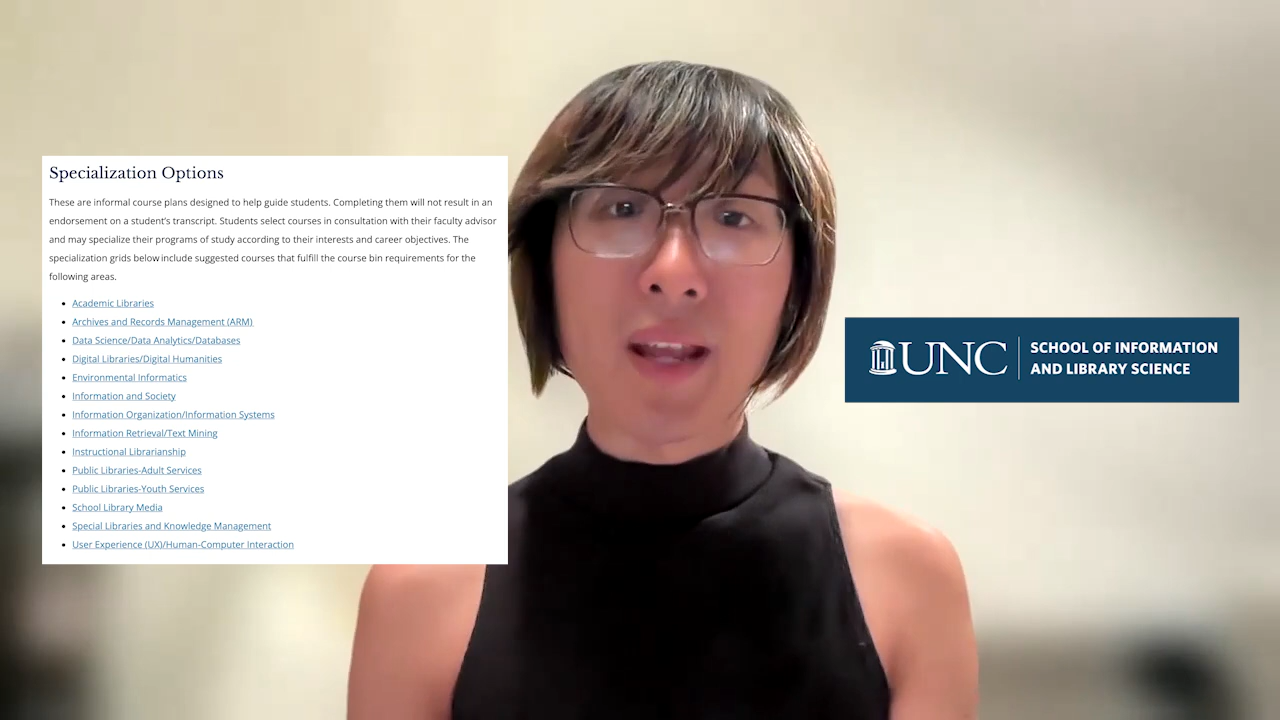 Specialization Options
These are informal course plans designed to help guide students. Completing them will not result in an
endorsement on a student's transcript. Students select courses in consultation with their faculty advisor
and may specialize their programs of study according to their interests and career objectives. The
specialization grids below include suggested courses that fulfill the course bin requirements for the
following areas.
Academic Libraries
Archives and Records Management (ARM)
Data Science/Data Analytics/Databases
Digital Libraries/Digital Humanities
Environmental Informatics
Information and Society
Information Organization/Information Systems
Information Retrieval/Text Mining
Instructional Librarianship
Public Libraries-Adult Services
Public Libraries-Youth Services
School Library Media
Special Libraries and Knowledge Management
User Experience (UX)/Human-Computer Interaction
UNC
SCHOOL OF INFORMATION
AND LIBRARY SCIENCE